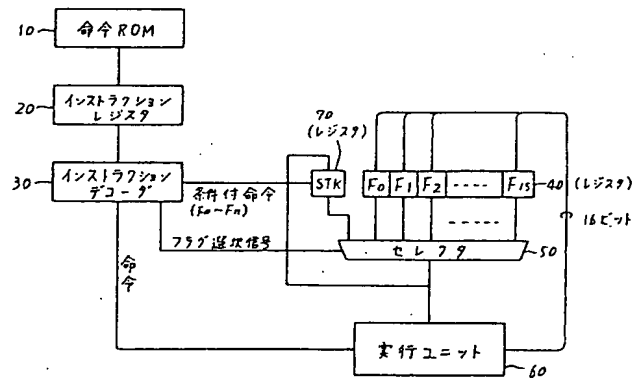 10
命令ROM
20
インストラクション
レジスタ
30
インストラクション
デコーダ
70
(レジスタ)
STK
F0
F1
F2
----
F15
40
(レジスタ)
16ビット
条件付命令
(F0~Fn)
-----
フラグ選択信号
セレクタ
50
命令
実行ユニット
60